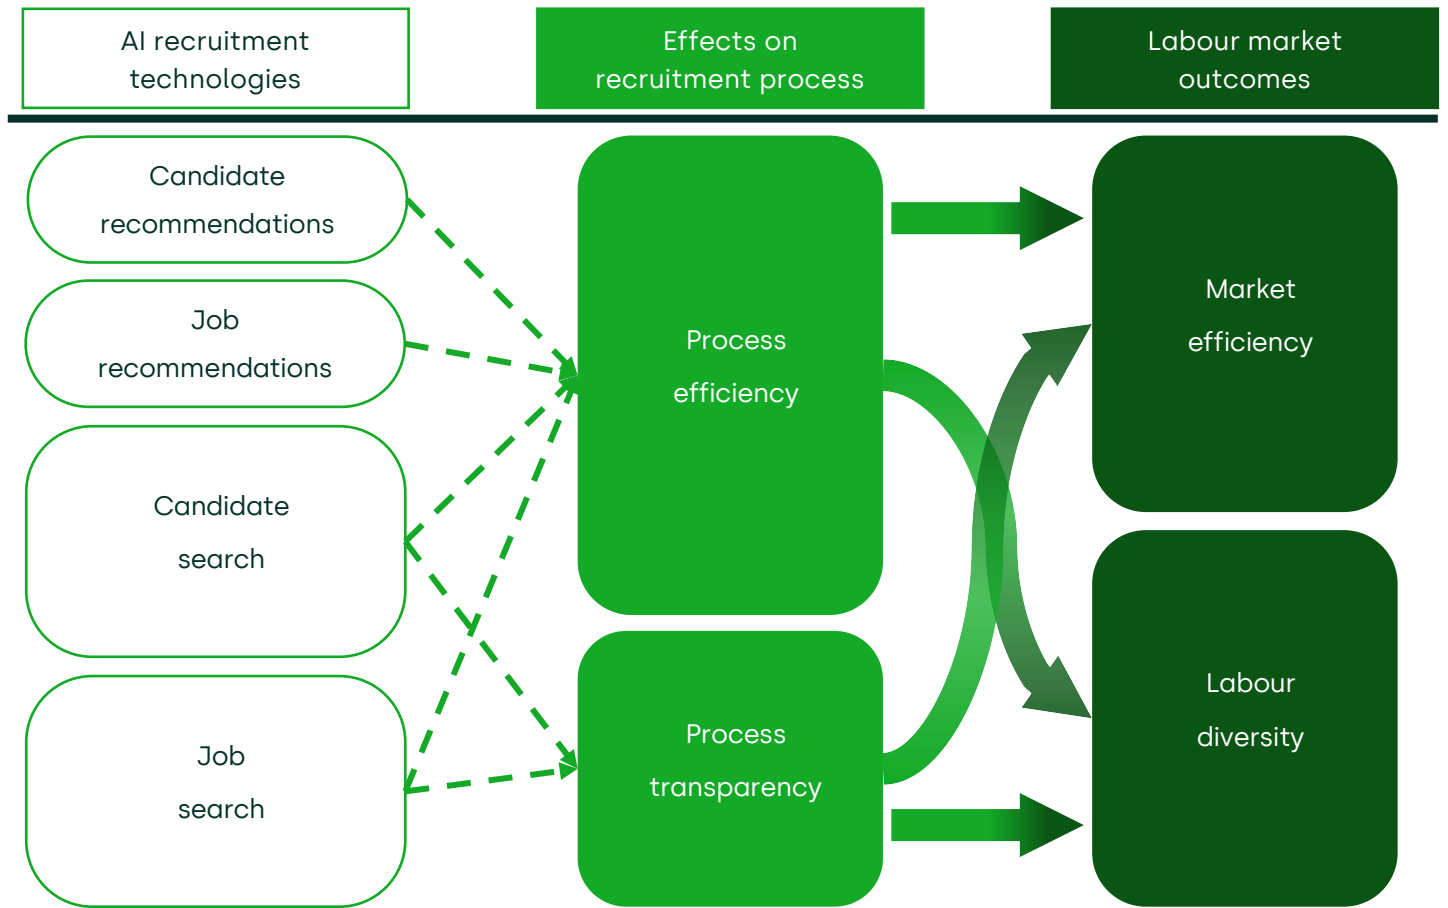 AI recruitment
technologies
Effects on
recruitment process
Labour market
outcomes
Candidate
recommendations
Job
recommendations
Candidate
search
Job
search
Process
efficiency
Process
transparency
Market
efficiency
Labour
diversity